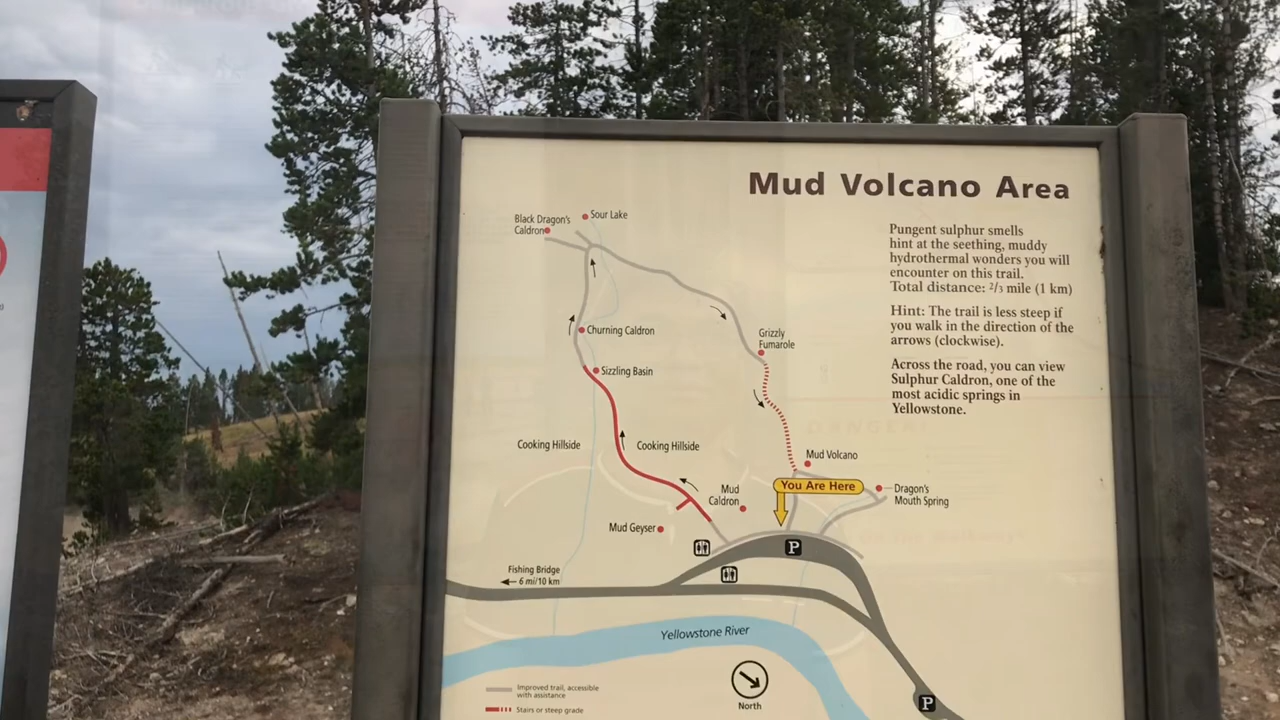 Mud Volcano Area
Pungent sulphur smells
hint at the seething, muddy
hydrothermal wonders you will
encounter on this trail.
Total distance: 2/3 mile (1 km)
Hint: The trail is less steep if
you walk in the direction of the
arrows (clockwise).
Across the road, you can view
Sulphur Caldron, one of the
most acidic springs in
Yellowstone.
Black Dragon's
Caldron
Sour Lake
Churning Caldron
Grizzly
Fumarole
Sizzling Basin
Cooking Hillside
Cooking Hillside
Mud Volcano
You Are Here
Mud
Caldron
Dragon's
Mouth Spring
Mud Geyser
P
Fishing Bridge
6 mi/10 km
Yellowstone River
P
North
Improved trail, accessible
with assistance
Stairs or steep grade